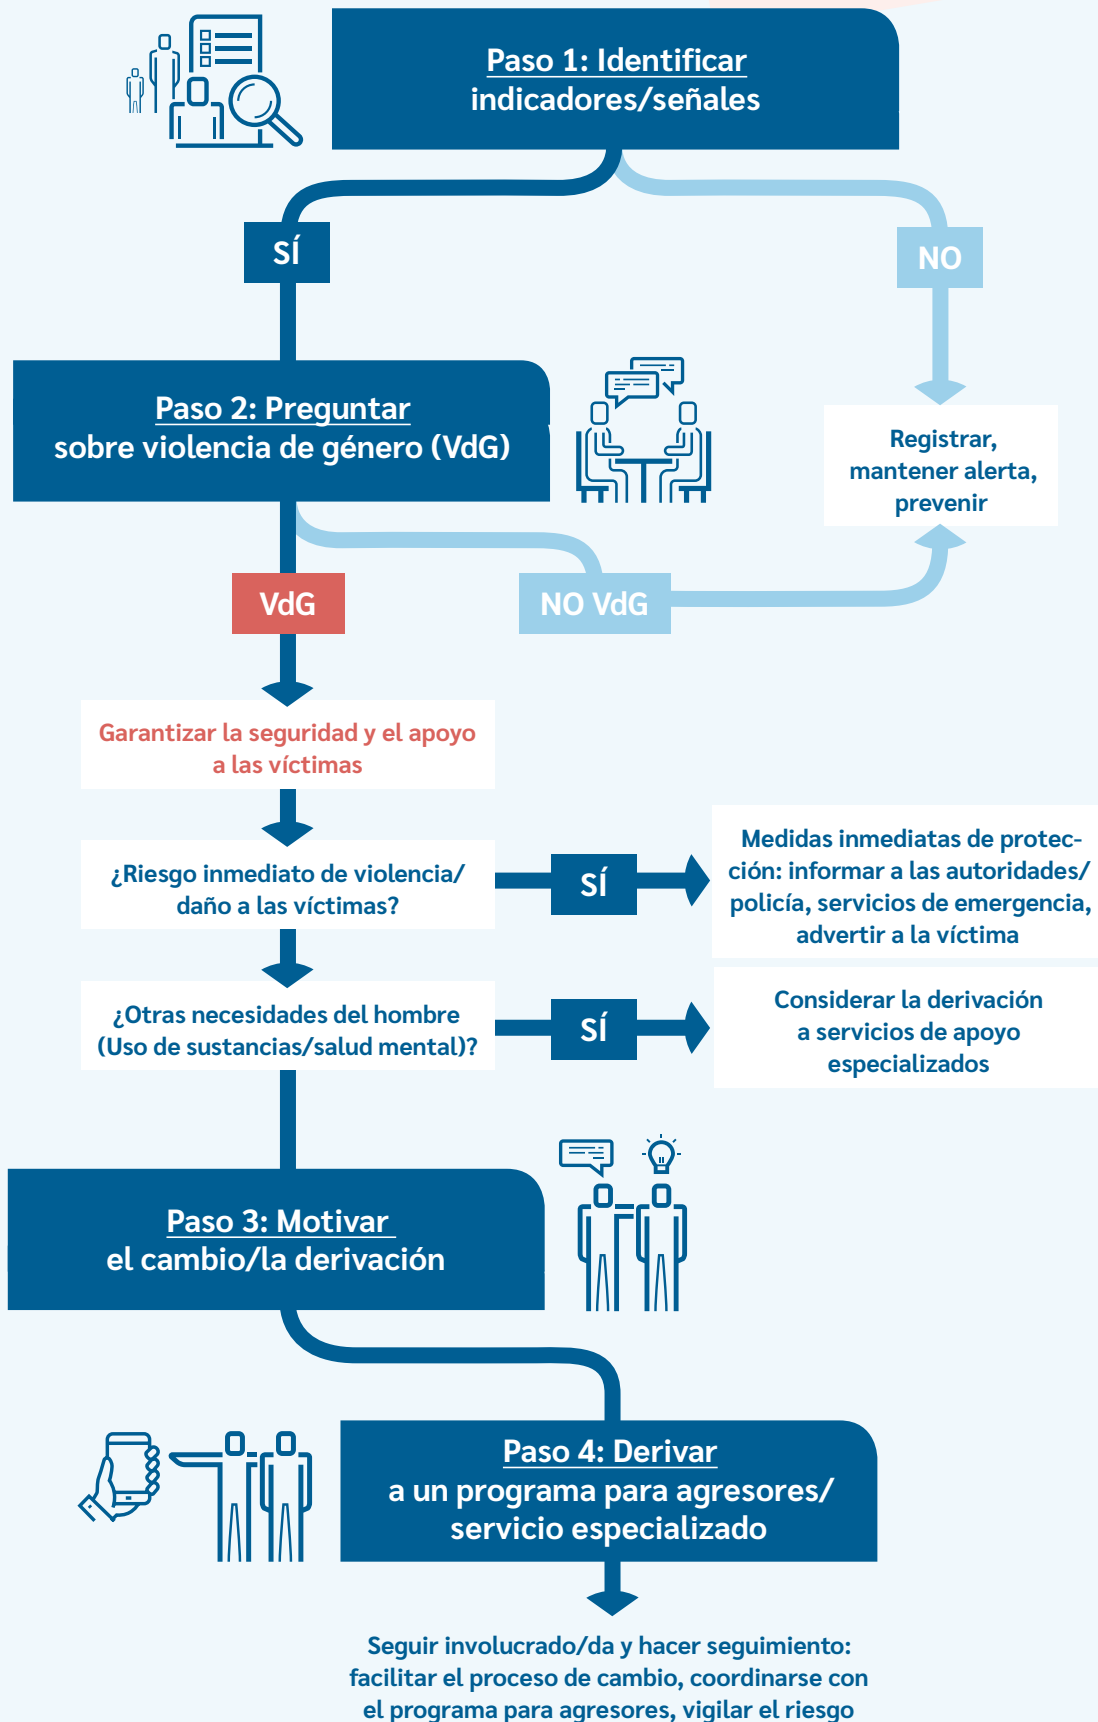 Paso 1: Identificar
indicadores/señales
SÍ
NO
Paso 2: Preguntar
sobre violencia de género (VdG)
Registrar,
mantener alerta,
prevenir
VdG
NO VdG
Garantizar la seguridad y el apoyo
a las víctimas
¿Riesgo inmediato de violencia/
daño a las víctimas?
SÍ
Medidas inmediatas de protec-
ción: informar a las autoridades/
policía, servicios de emergencia,
advertir a la víctima
¿Otras necesidades del hombre
(Uso de sustancias/salud mental)?
SÍ
Considerar la derivación
a servicios de apoyo
especializados
Paso 3: Motivar
el cambio/la derivación
Paso 4: Derivar
a un programa para agresores/
servicio especializado
Seguir involucrado/da y hacer seguimiento:
facilitar el proceso de cambio, coordinarse con
el programa para agresores, vigilar el riesgo